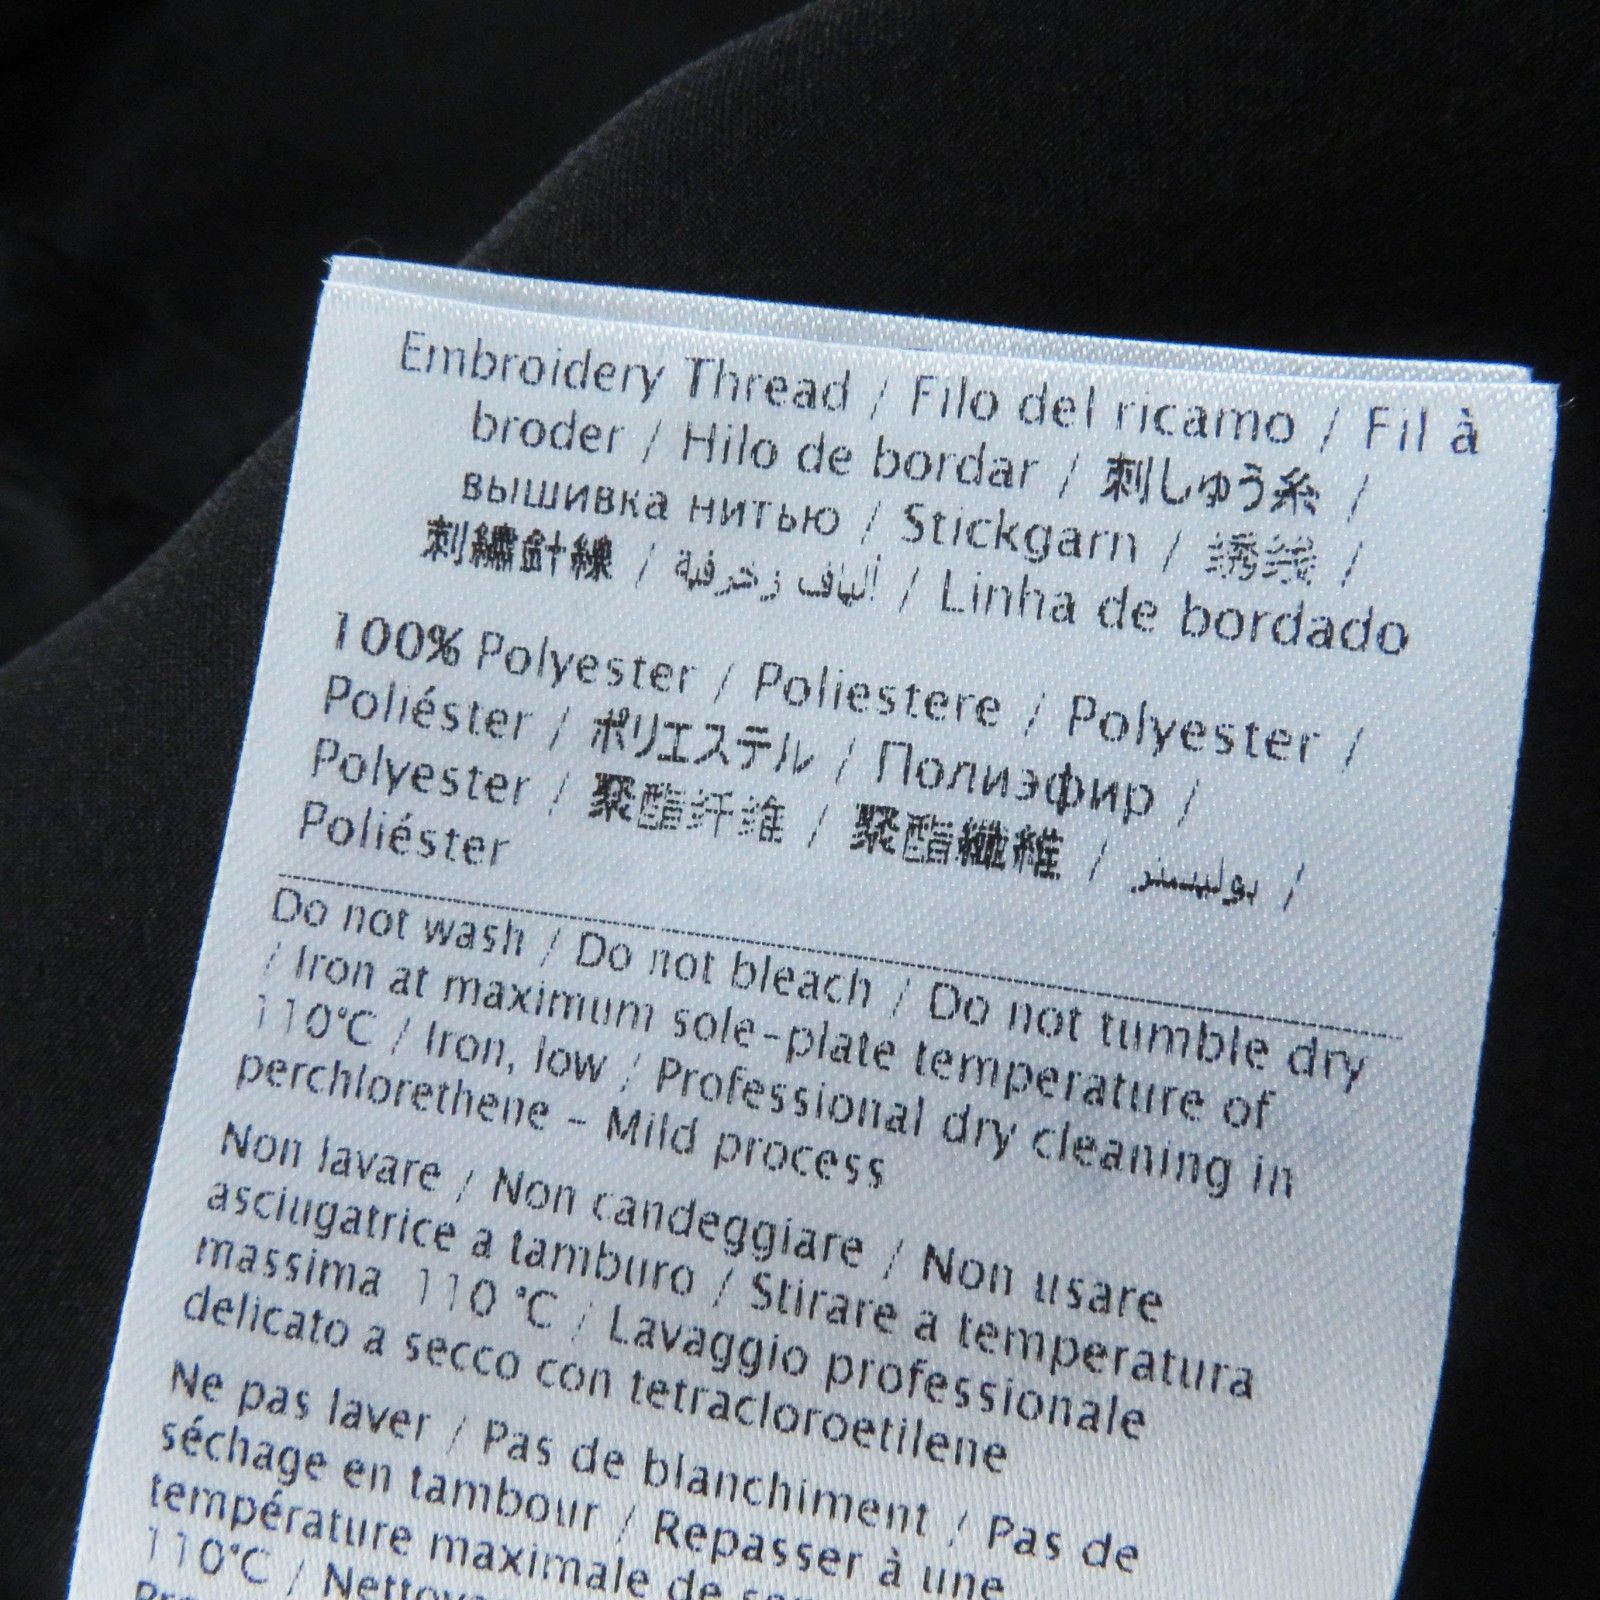 Embroidery Thread / Filo del ricamo / Fil à
broder / Hilo de bordar / 刺しゅう糸 /
вышивка нитью / Stickgarn / 绣线 /
刺繡針線 / ألياف زخرفية / Linha de bordado
100% Polyester / Poliestere / Polyester /
Poliéster / ポリエステル / Полиэфир /
Polyester / 聚酯纤维 / 聚酯纖維 / بوليستر /
Poliéster
Do not wash / Do not bleach / Do not tumble dry
/ Iron at maximum sole-plate temperature of
110°C / Iron, low / Professional dry cleaning in
perchlorethene - Mild process
Non lavare / Non candeggiare / Non usare
asciugatrice a tamburo / Stirare a temperatura
massima 110 °C / Lavaggio professionale
delicato a secco con tetracloroetilene
Ne pas laver / Pas de blanchiment / Pas de
séchage en tambour / Repasser à une
température maximale de
110°C /